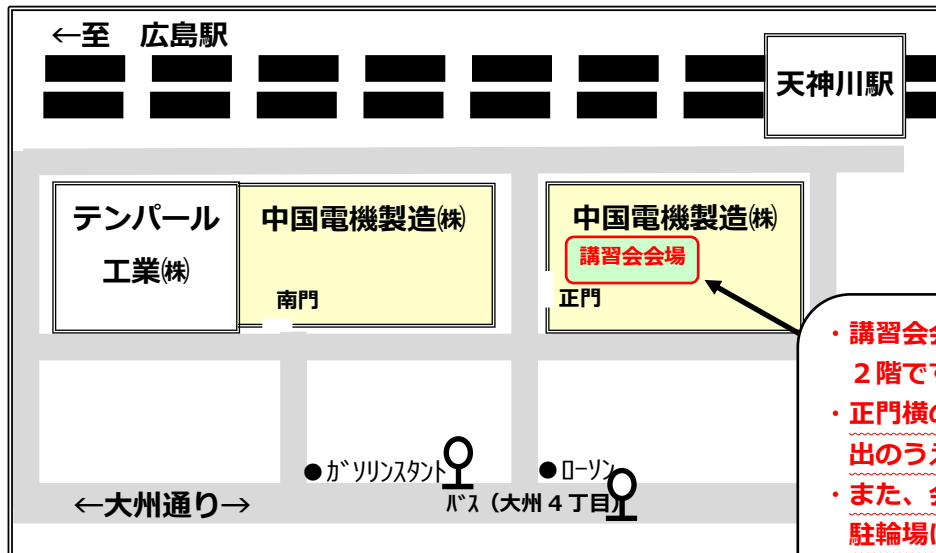 ←至 広島駅
天神川駅
テンパール
工業㈱
中国電機製造㈱
南門
中国電機製造㈱
講習会会場
正門
・講習会
２階です
・正門横の
出のうえ
・また、
駐輪場
●ｶﾞｿﾘﾝｽﾀﾝﾄ
●ﾛｰｿﾝ
←大州通り→
ﾊﾞｽ（大州４丁目）